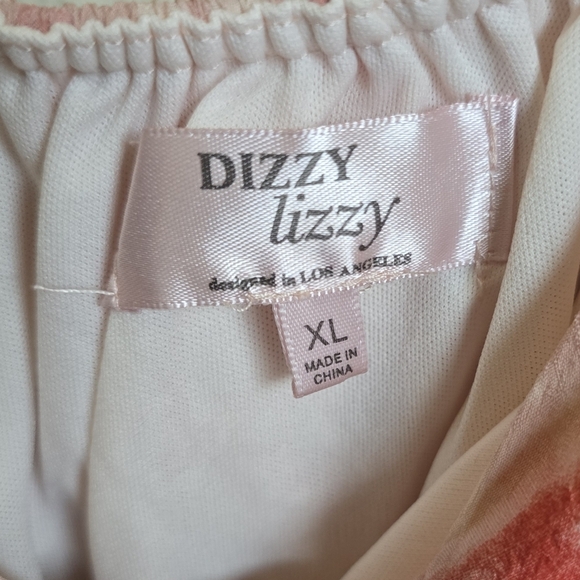 DIZZY
lizzy
designed in LOS ANGELES
XL
MADE IN
CHINA